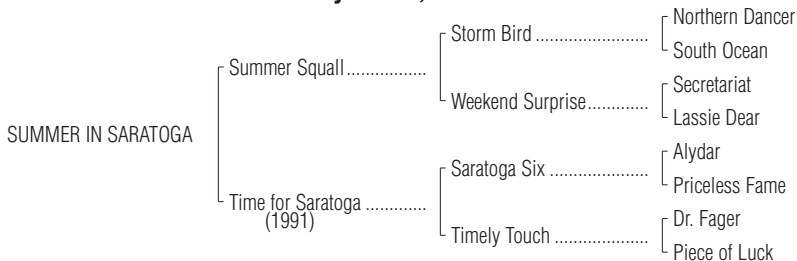 Northern Dancer
Storm Bird ........................
South Ocean
Summer Squall.................
Secretariat
Weekend Surprise.............
Lassie Dear
SUMMER IN SARATOGA
Alydar
Saratoga Six .....................
Priceless Fame
Time for Saratoga .............
(1991)
Dr. Fager
Timely Touch ....................
Piece of Luck